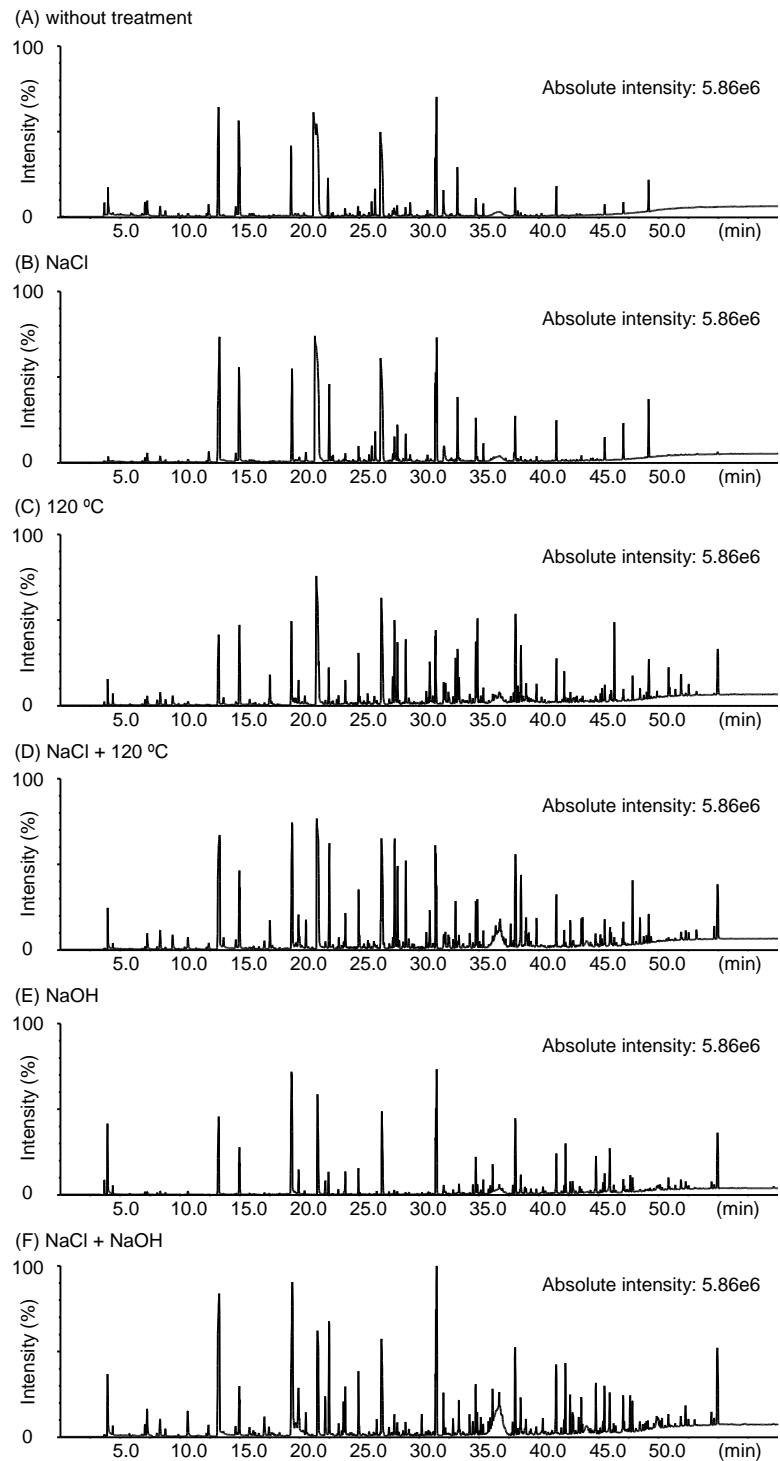 (A) without treatment
100
Absolute intensity: 5.86e6
Intensity (%)
0
5.0 10.0 15.0 20.0 25.0 30.0 35.0 40.0 45.0 50.0 (min)
(B) NaCl
100
Absolute intensity: 5.86e6
Intensity (%)
0
5.0 10.0 15.0 20.0 25.0 30.0 35.0 40.0 45.0 50.0 (min)
(C) 120 ºC
100
Absolute intensity: 5.86e6
Intensity (%)
0
5.0 10.0 15.0 20.0 25.0 30.0 35.0 40.0 45.0 50.0 (min)
(D) NaCl + 120 ºC
100
Absolute intensity: 5.86e6
Intensity (%)
0
5.0 10.0 15.0 20.0 25.0 30.0 35.0 40.0 45.0 50.0 (min)
(E) NaOH
100
Absolute intensity: 5.86e6
Intensity (%)
0
5.0 10.0 15.0 20.0 25.0 30.0 35.0 40.0 45.0 50.0 (min)
(F) NaCl + NaOH
100
Absolute intensity: 5.86e6
Intensity (%)
0
5.0 10.0 15.0 20.0 25.0 30.0 35.0 40.0 45.0 50.0 (min)